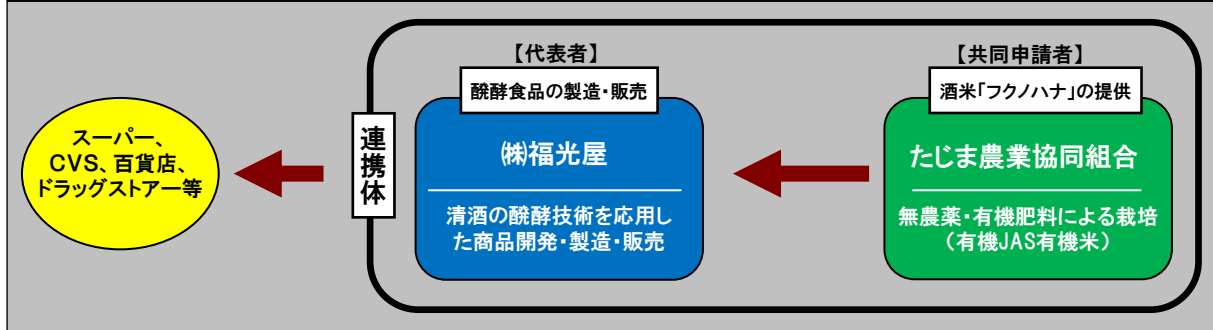 スーパー、
CVS、百貨店、
ドラッグストアー等
連携体
【代表者】
醗酵食品の製造・販売
㈱福光屋
清酒の醗酵技術を応用し
た商品開発・製造・販売
【共同申請者】
酒米「フクノハナ」の提供
たじま農業協同組合
無農薬・有機肥料による栽培
（有機JAS有機米）